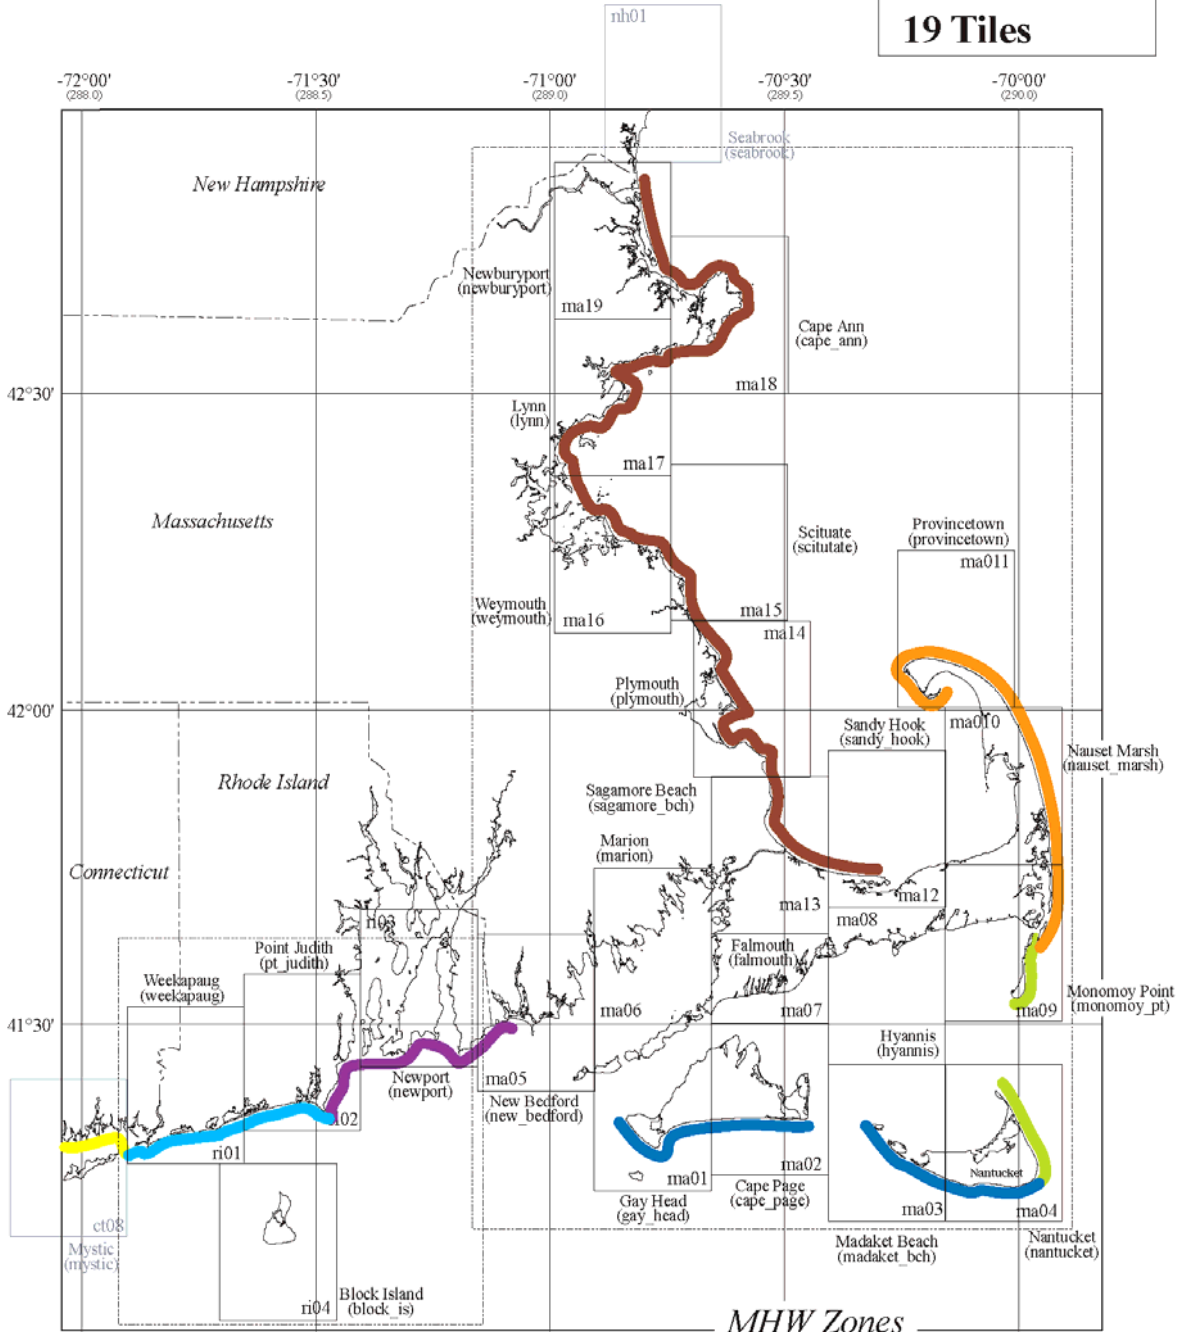 nh01
19 Tiles
-72°00'
(288.0)
-71°30'
(288.5)
-71°00'
(289.0)
-70°30'
(289.5)
-70°00'
(290.0)
Seabrook
(seabrook)
New Hampshire
Newburyport
(newburyport)
ma19
Cape Ann
(cape_ann)
ma18
42°30'
Lynn
(lynn)
ma17
Massachusetts
Scituate
(scitutate)
Provincetown
(provincetown)
ma011
Weymouth
(weymouth)
ma16
ma15
ma14
Plymouth
(plymouth)
42°00'
Sandy Hook
(sandy_hook)
ma010
Nauset Marsh
(nauset_marsh)
Rhode Island
Sagamore Beach
(sagamore_bch)
Marion
(marion)
Connecticut
ma13
ma12
ma08
ri03
Point Judith
(pt_judith)
Falmouth
(falmouth)
Weekapaug
(weekapaug)
Monomoy Point
(monomoy_pt)
ma06
ma07
ma09
41°30'
Hyannis
(hyannis)
Newport
(newport)
ma05
New Bedford
(new_bedford)
ri01
ma01
ma02
Nantucket
Gay Head
(gay_head)
Cape Page
(cape_page)
ma03
ma04
ct08
Mystic
(mystic)
Madaket Beach
(madaket_bch)
Nantucket
(nantucket)
ri04
Block Island
(block_is)
MHW Zones